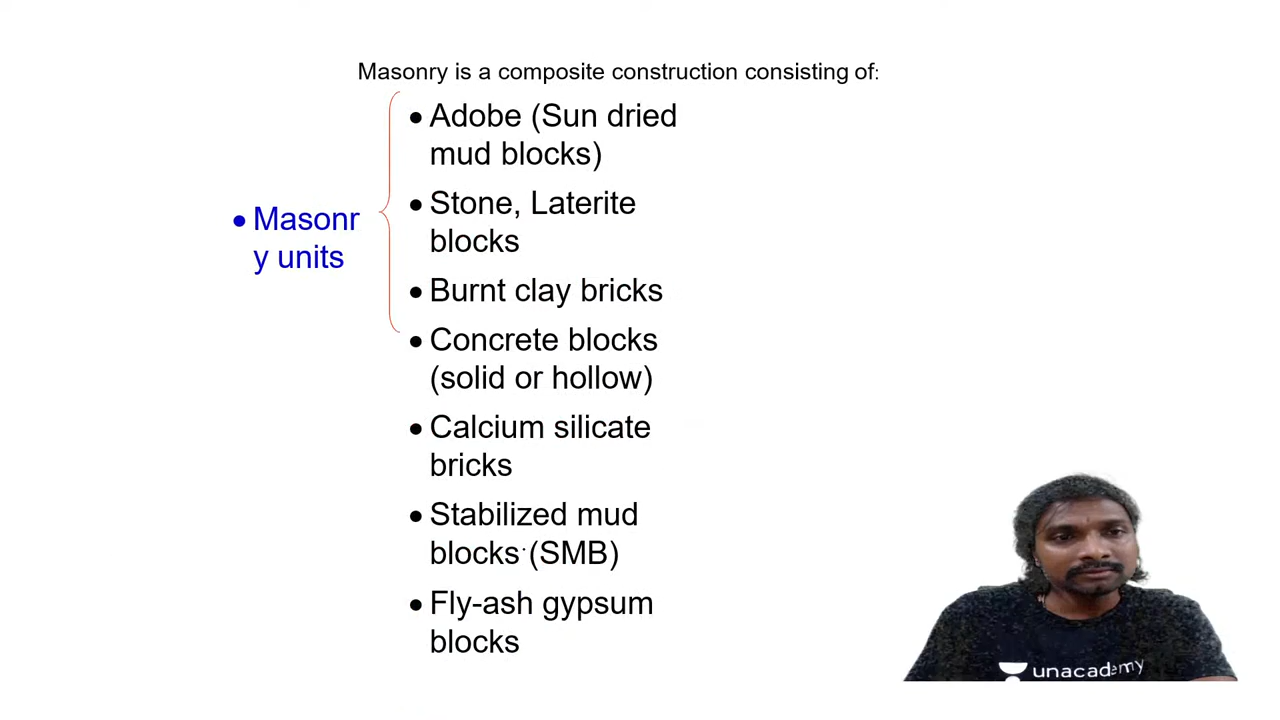 Masonry is a composite construction consisting of:
• Masonr
y units
• Adobe (Sun dried
mud blocks)
• Stone, Laterite
blocks
• Burnt clay bricks
• Concrete blocks
(solid or hollow)
• Calcium silicate
bricks
• Stabilized mud
blocks (SMB)
• Fly-ash gypsum
blocks
unacademy